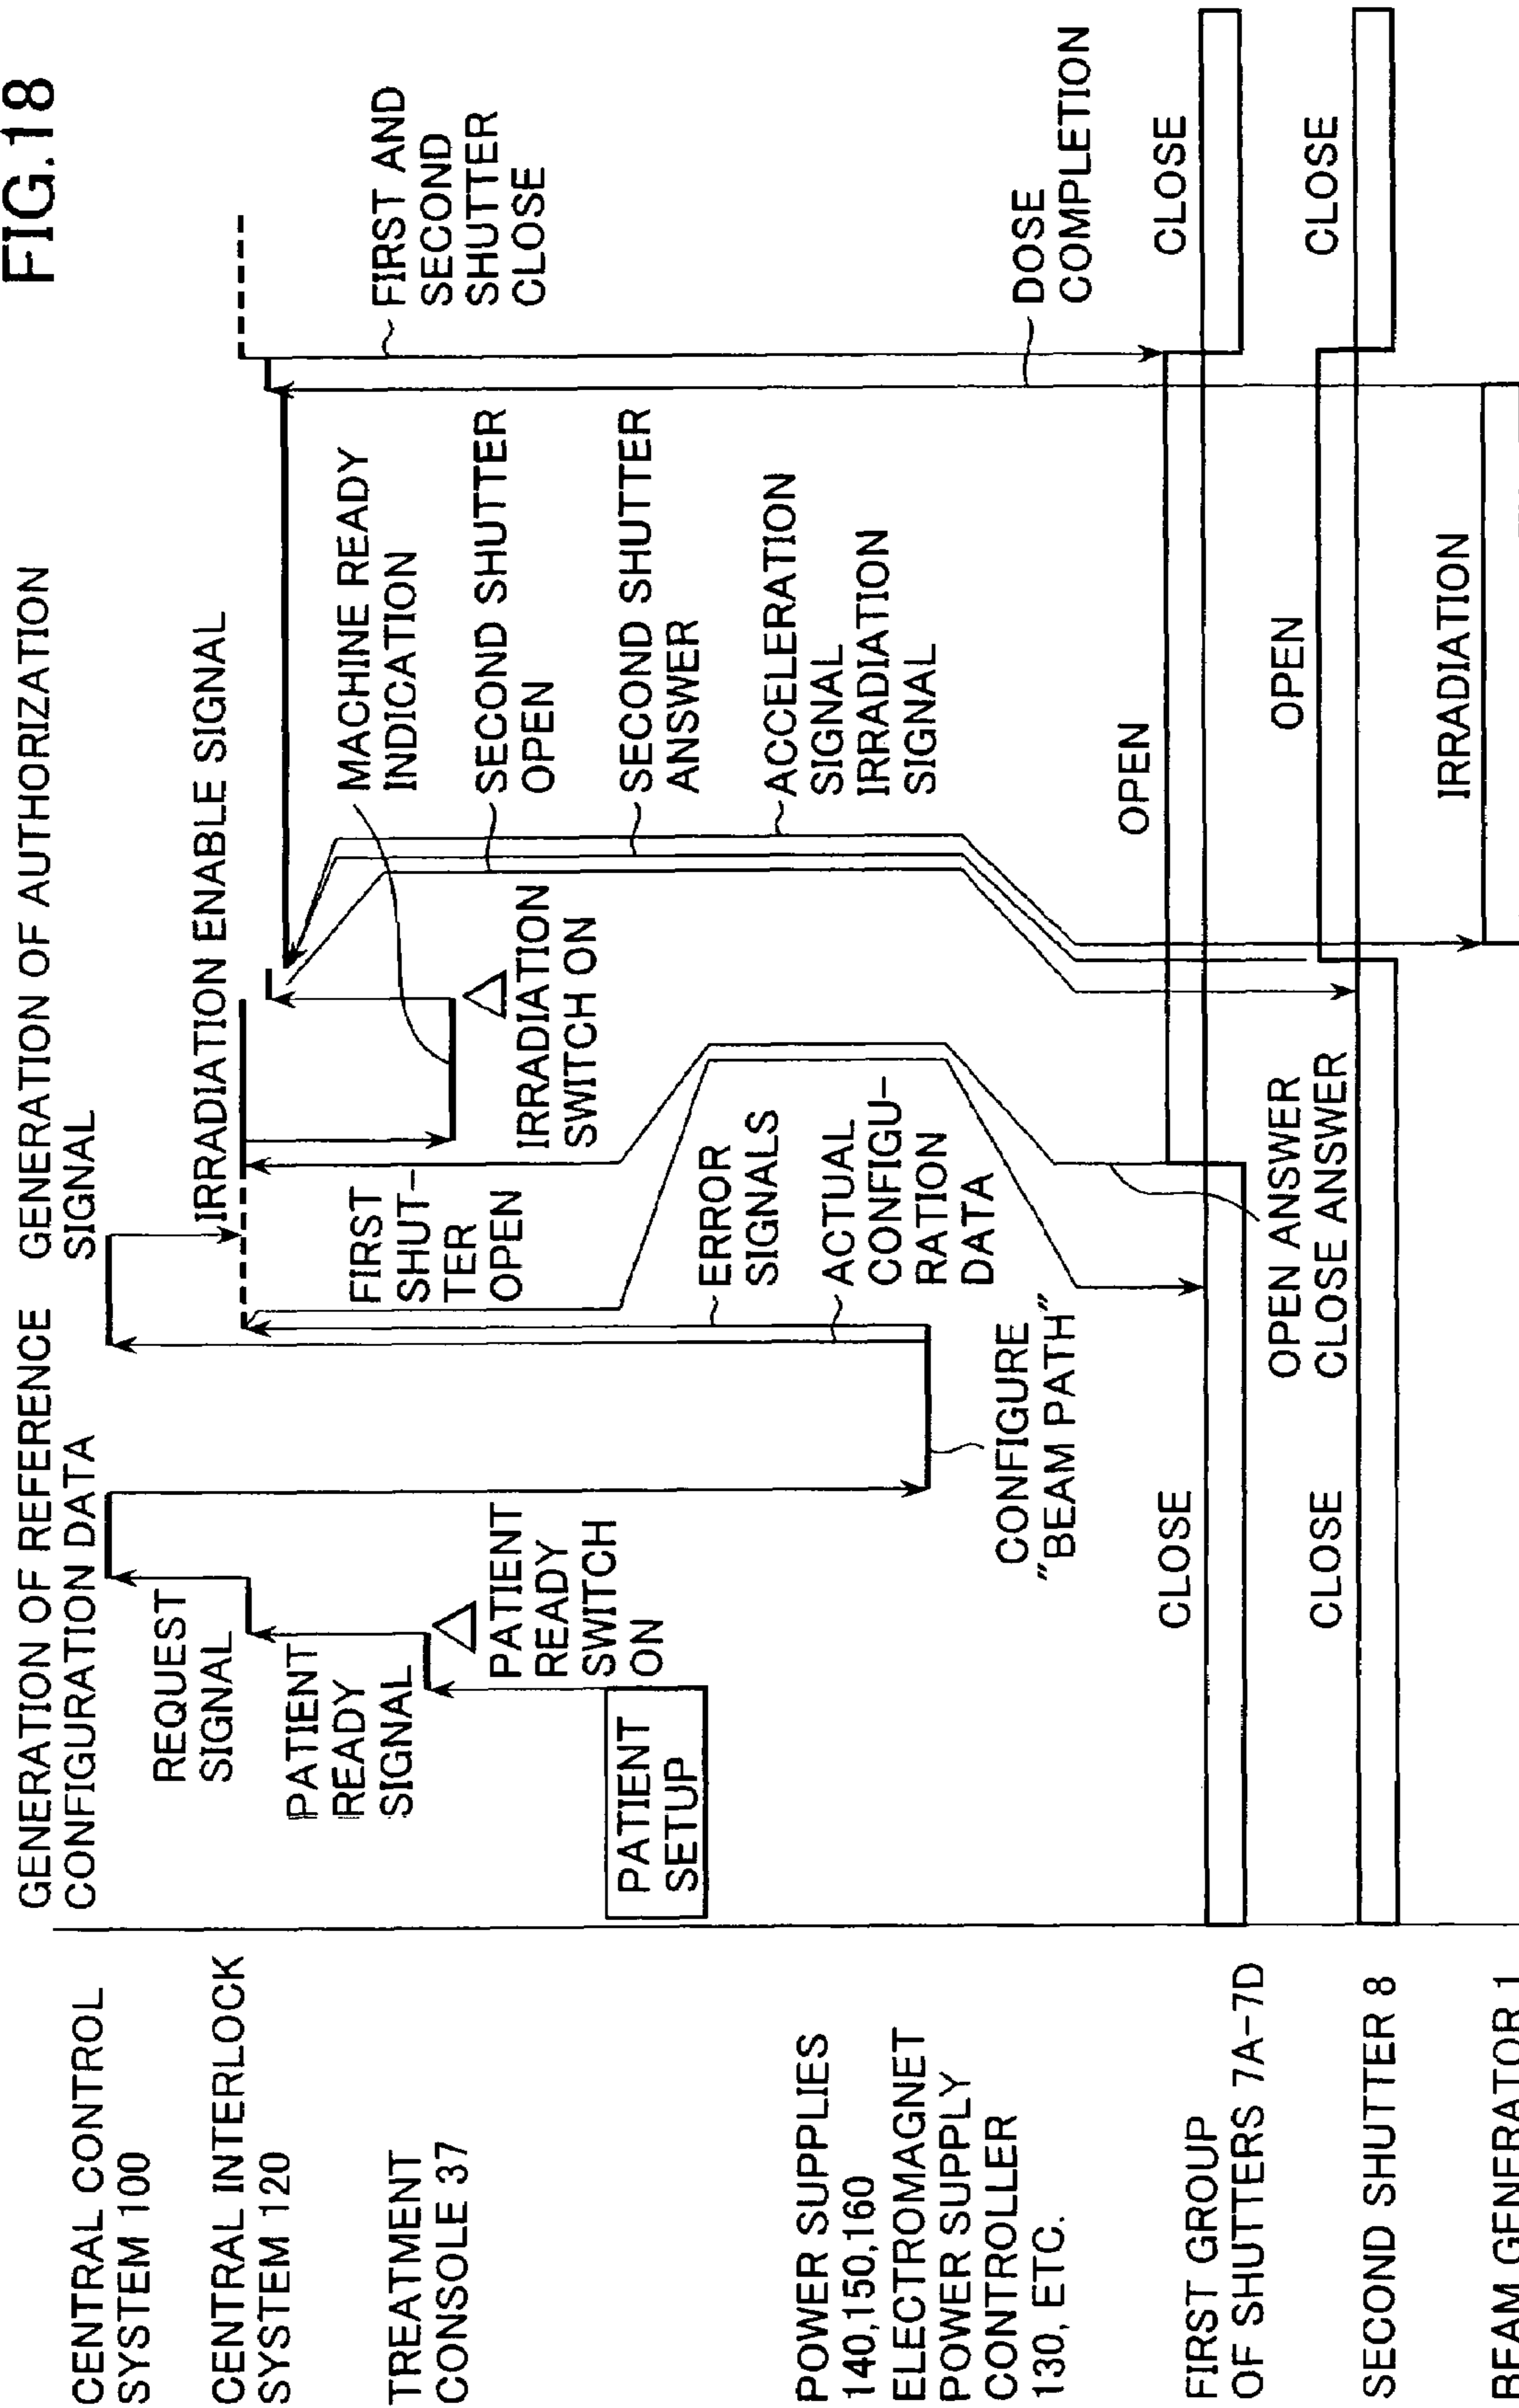 FIG.18
GENERATION OF REFERENCE
CONFIGURATION DATA
GENERATION OF AUTHORIZATION
SIGNAL
CENTRAL CONTROL
SYSTEM 100
REQUEST
SIGNAL
IRRADIATION ENABLE SIGNAL
CENTRAL INTERLOCK
SYSTEM 120
PATIENT
READY
SIGNAL
FIRST
SHUT-
TER
OPEN
MACHINE READY
INDICATION
FIRST AND
SECOND
SHUTTER
CLOSE
TREATMENT
CONSOLE 37
PATIENT
READY
SWITCH
ON
IRRADIATION
SWITCH ON
SECOND SHUTTER
OPEN
PATIENT
SETUP
SECOND SHUTTER
ANSWER
ERROR
SIGNALS
ACTUAL
CONFIGU-
RATION
DATA
ACCELERATION
SIGNAL
IRRADIATION
SIGNAL
POWER SUPPLIES
140,150,160
ELECTROMAGNET
POWER SUPPLY
CONTROLLER
130, ETC.
CONFIGURE
"BEAM PATH"
DOSE
COMPLETION
FIRST GROUP
OF SHUTTERS 7A-7D
CLOSE
OPEN
CLOSE
OPEN ANSWER
CLOSE ANSWER
SECOND SHUTTER 8
CLOSE
OPEN
CLOSE
BEAM GENERATOR 1
IRRADIATION